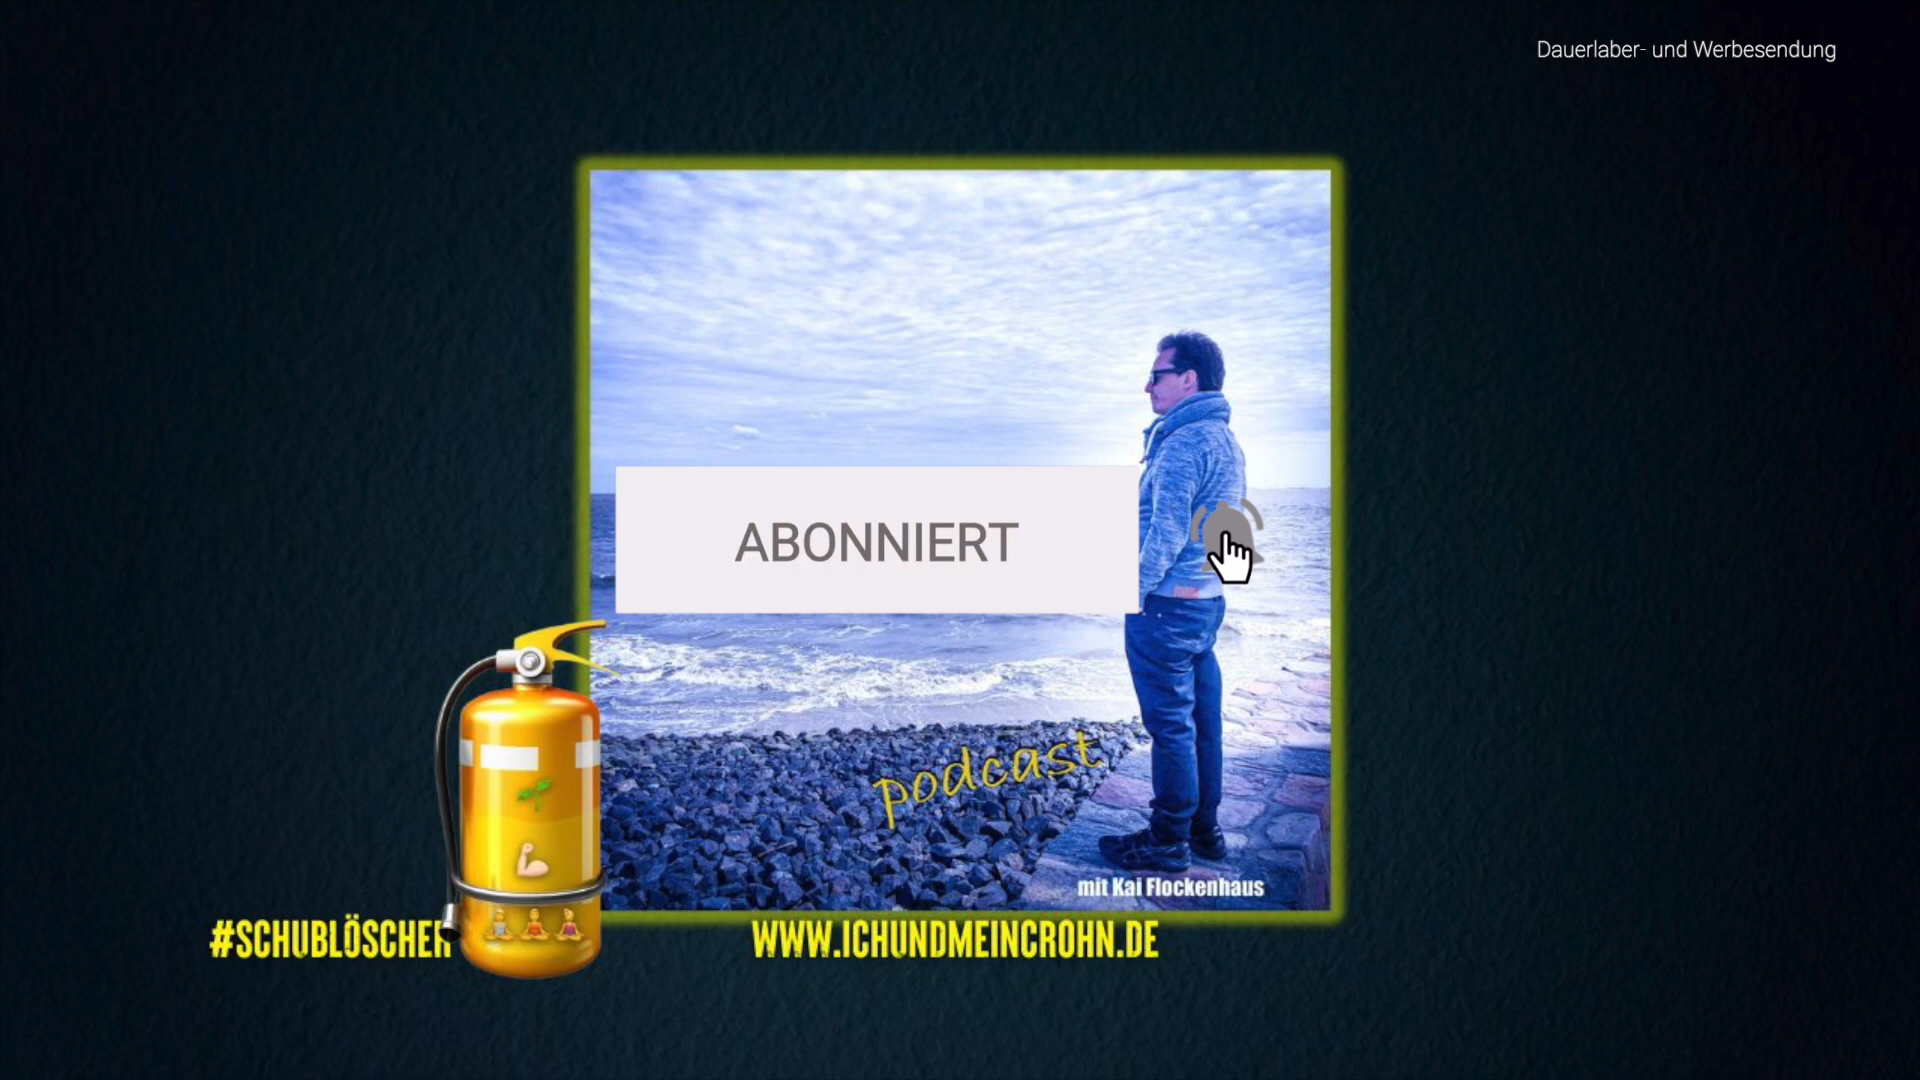 Dauerlaber- und Werbesendung
ABONNIERT
podcast
mit Kai Flockenhaus
#SCHUBLÖSCHER
WWW.ICHUNDMEINCROHN.DE